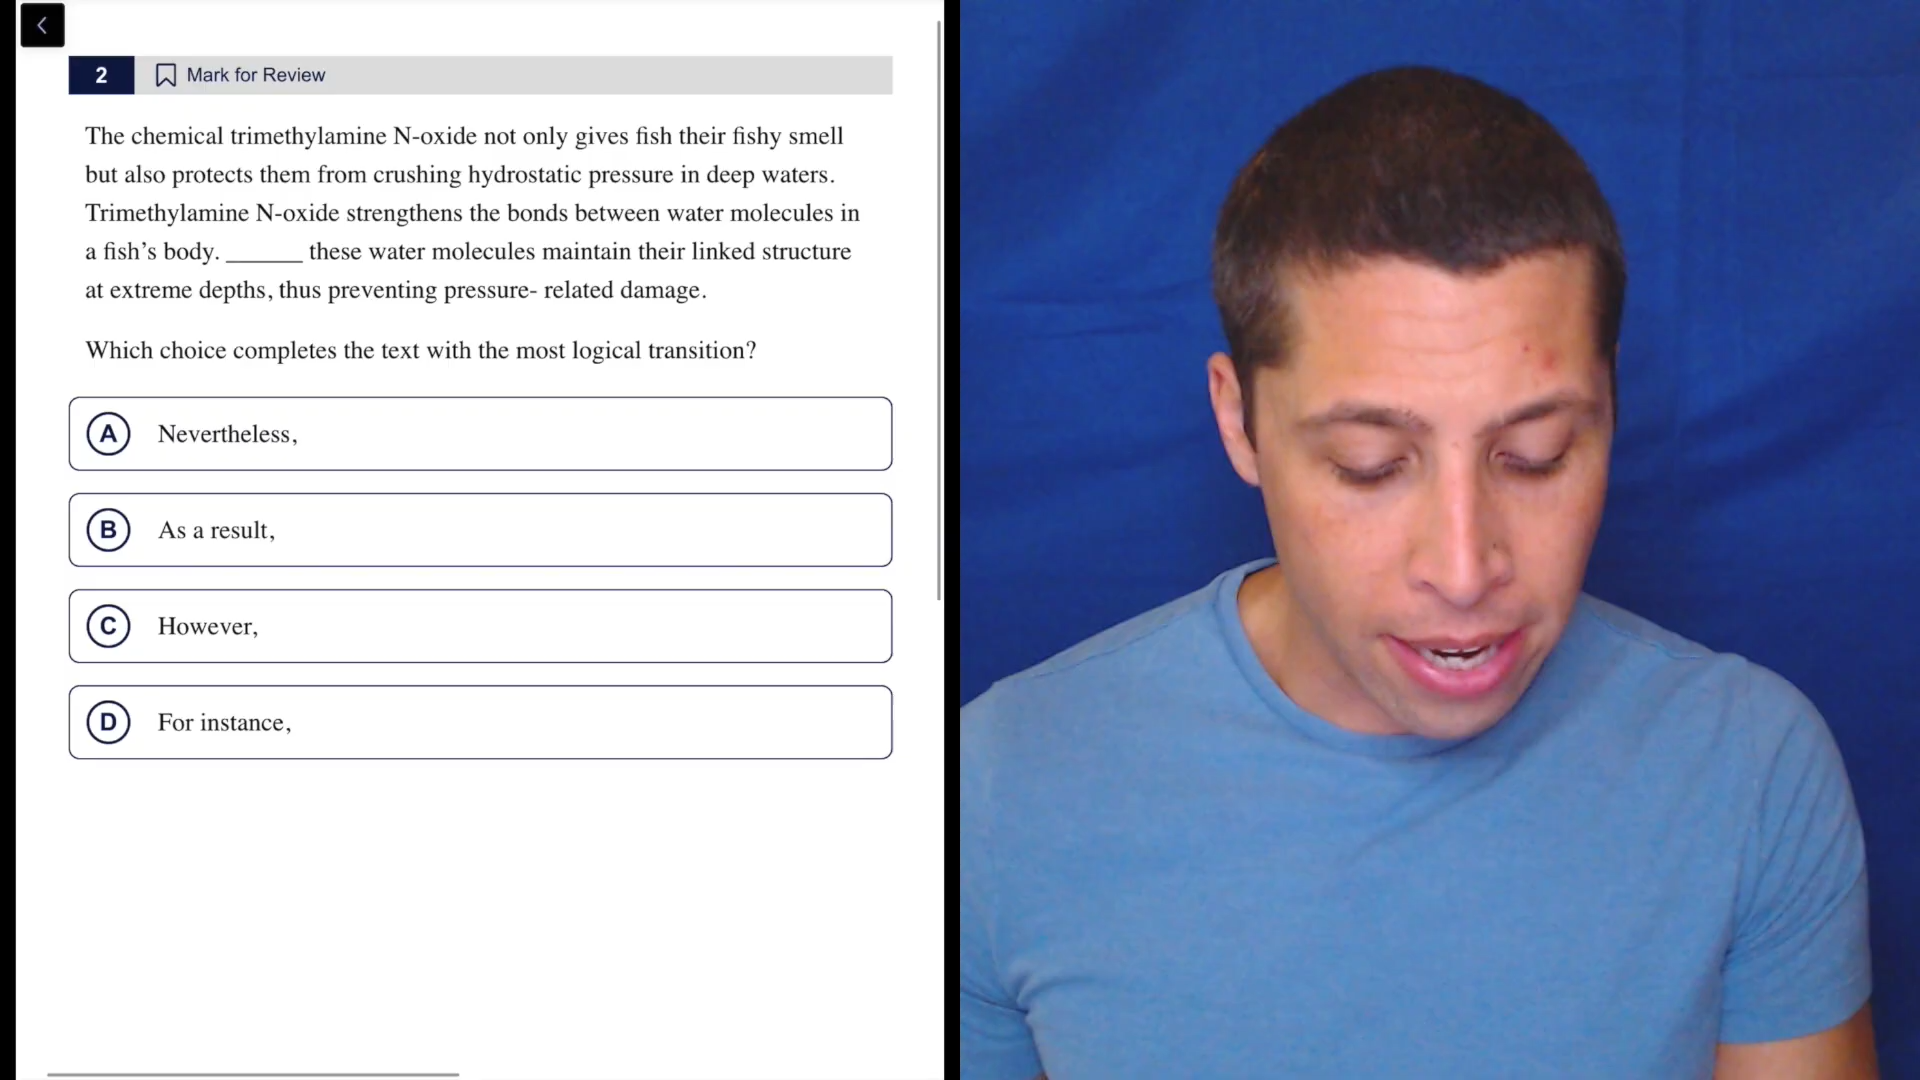 2 Mark for Review
The chemical trimethylamine N-oxide not only gives fish their fishy smell
but also protects them from crushing hydrostatic pressure in deep waters.
Trimethylamine N-oxide strengthens the bonds between water molecules in
a fish’s body. ______ these water molecules maintain their linked structure
at extreme depths, thus preventing pressure- related damage.
Which choice completes the text with the most logical transition?
A Nevertheless,
B As a result,
C However,
D For instance,